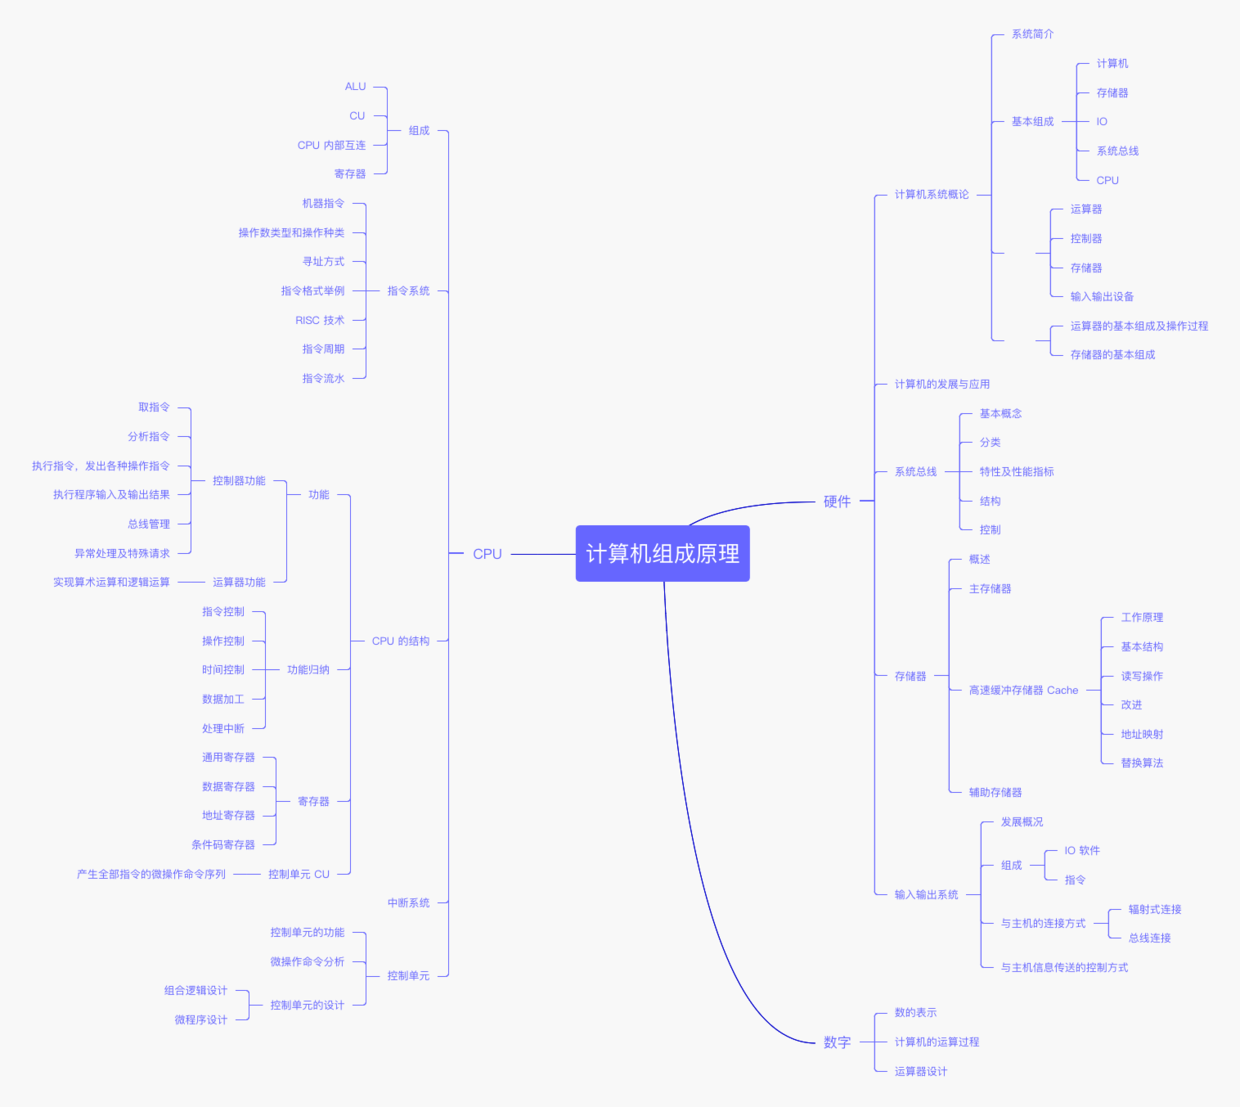 计算机组成原理
CPU
组成
ALU
CU
CPU 内部互连
寄存器
指令系统
机器指令
操作数类型和操作种类
寻址方式
指令格式举例
RISC 技术
指令周期
指令流水
CPU 的结构
功能
控制器功能
取指令
分析指令
执行指令，发出各种操作指令
执行程序输入及输出结果
总线管理
异常处理及特殊请求
运算器功能
实现算术运算和逻辑运算
功能归纳
指令控制
操作控制
时间控制
数据加工
处理中断
寄存器
通用寄存器
数据寄存器
地址寄存器
条件码寄存器
控制单元 CU
产生全部指令的微操作命令序列
中断系统
控制单元
控制单元的功能
微操作命令分析
控制单元的设计
组合逻辑设计
微程序设计
硬件
计算机系统概论
系统简介
基本组成
计算机
存储器
IO
系统总线
CPU
运算器
控制器
存储器
输入输出设备
运算器的基本组成及操作过程
存储器的基本组成
计算机的发展与应用
系统总线
基本概念
分类
特性及性能指标
结构
控制
存储器
概述
主存储器
高速缓冲存储器 Cache
工作原理
基本结构
读写操作
改进
地址映射
替换算法
辅助存储器
输入输出系统
发展概况
组成
IO 软件
指令
与主机的连接方式
辐射式连接
总线连接
与主机信息传送的控制方式
数字
数的表示
计算机的运算过程
运算器设计